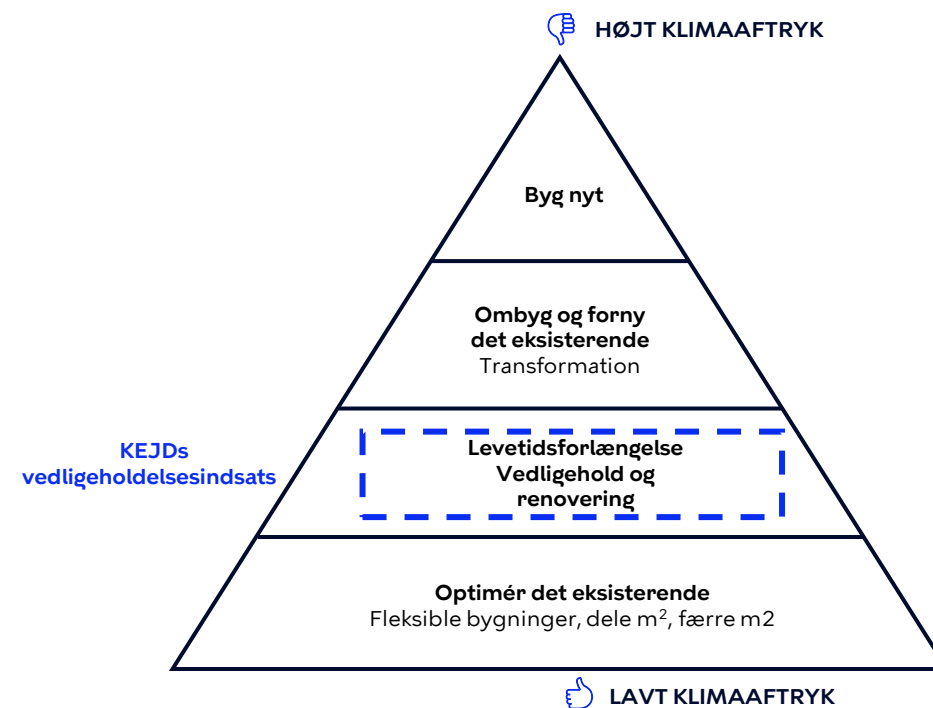 HØJT KLIMAAFTRYK
Byg nyt
Ombyg og forny
det eksisterende
Transformation
KEJDs
vedligeholdelsesindsats
Levetidsforlængelse
Vedligehold og
renovering
Optimér det eksisterende
Fleksible bygninger, dele m², færre m2
LAVT KLIMAAFTRYK